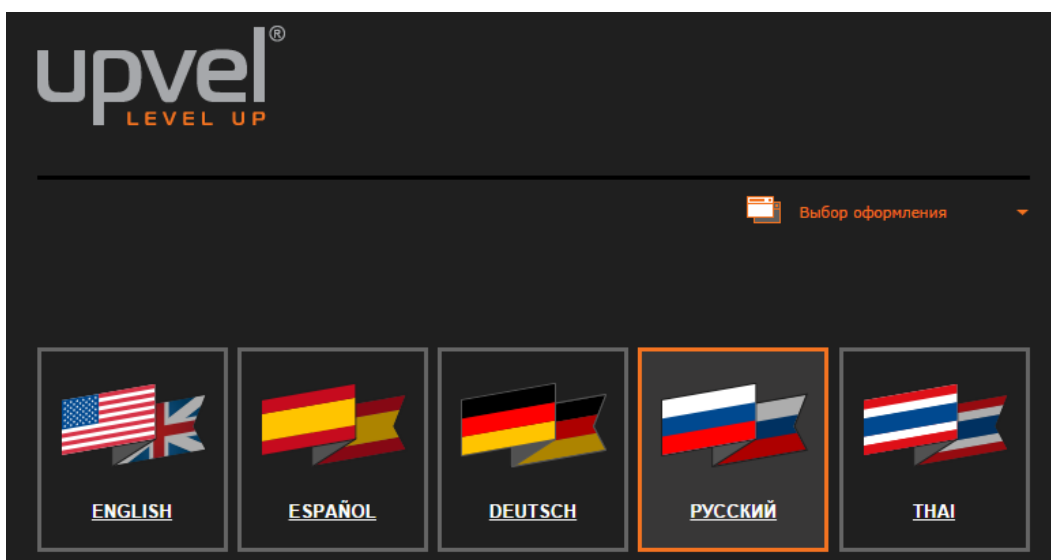 upvel®
LEVEL UP
Выбор оформления
ENGLISH
ESPAÑOL
DEUTSCH
РУССКИЙ
THAI